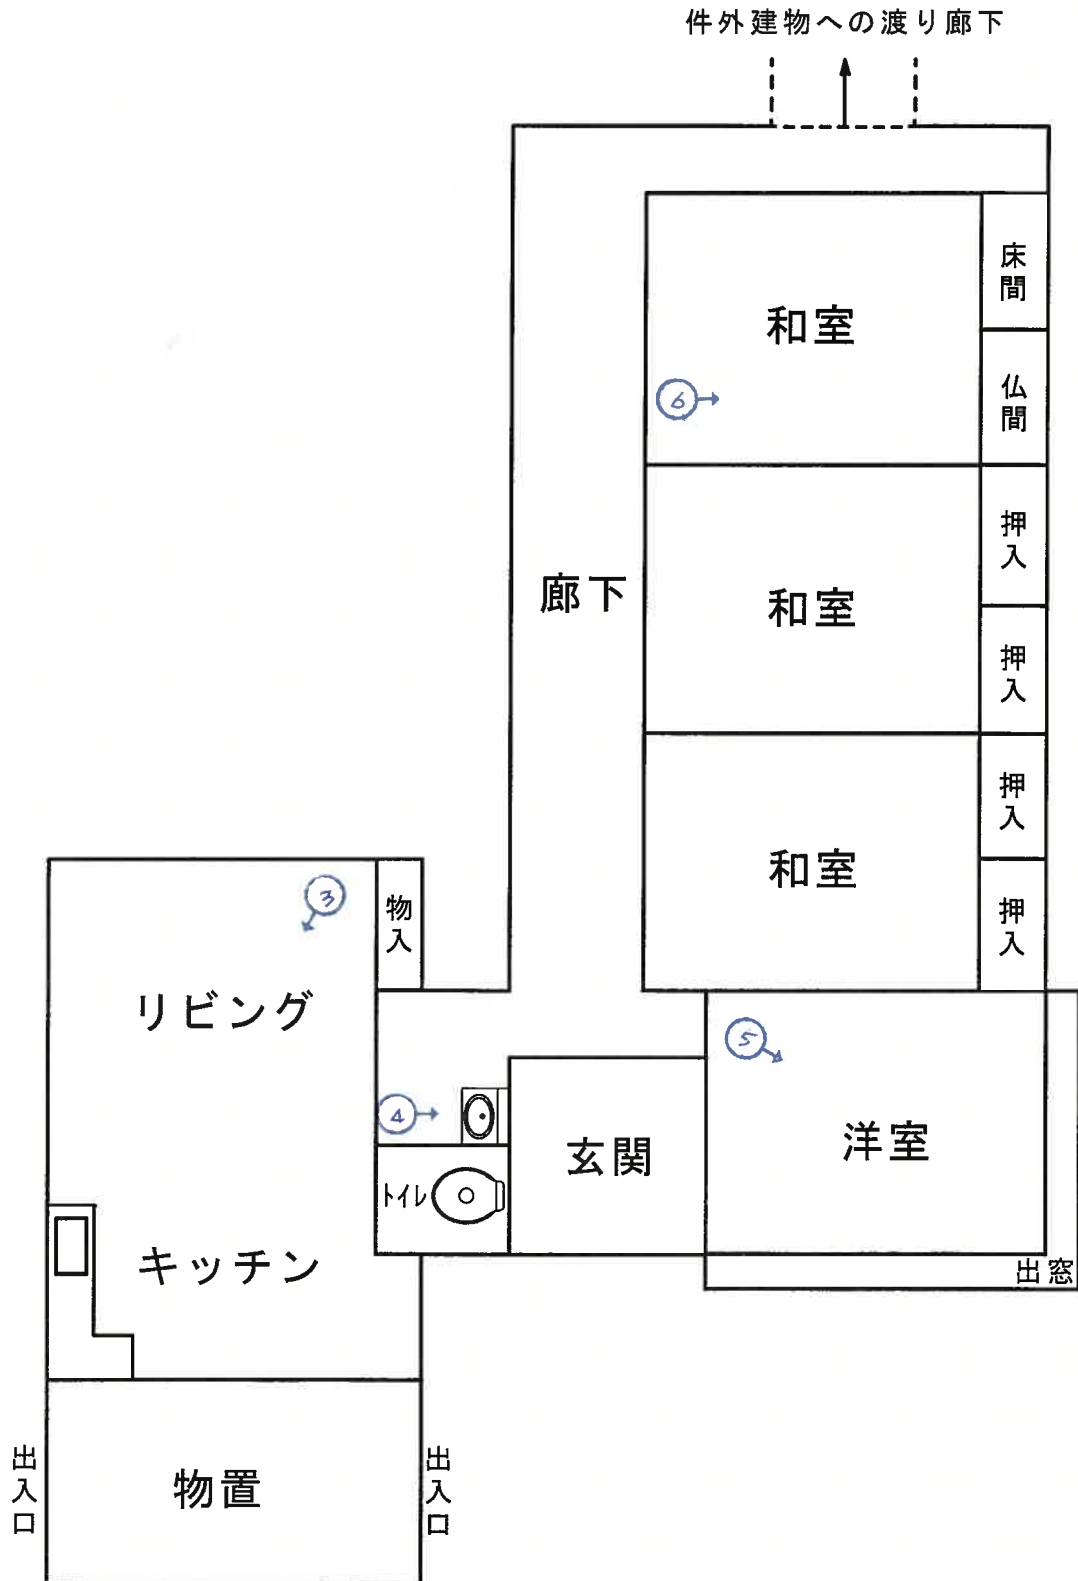 件外建物への渡り廊下
床間
和室
仏間
6
押入
廊下
和室
押入
押入
和室
3
物入
押入
リビング
5
4
玄関
洋室
トイレ
キッチン
出窓
出入口
物置
出入口